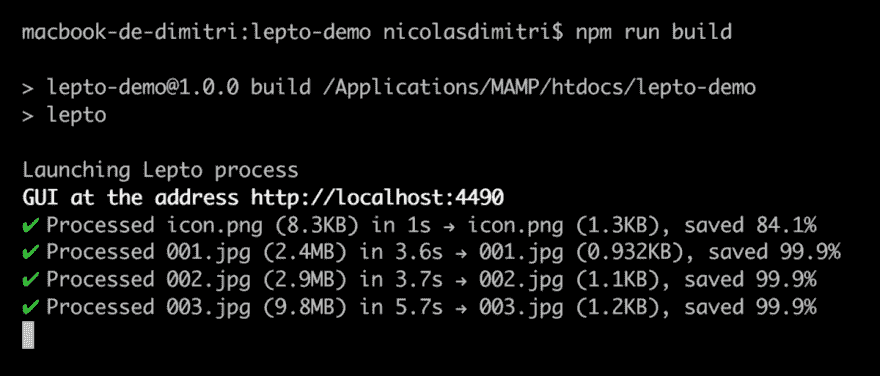 macbook-de-dimitri:lepto-demo nicolasdimitri$ npm run build
> lepto-demo@1.0.0 build /Applications/MAMP/htdocs/lepto-demo
> lepto
Launching Lepto process
GUI at the address http://localhost:4490
✔ Processed icon.png (8.3KB) in 1s → icon.png (1.3KB), saved 84.1%
✔ Processed 001.jpg (2.4MB) in 3.6s → 001.jpg (0.932KB), saved 99.9%
✔ Processed 002.jpg (2.9MB) in 3.7s → 002.jpg (1.1KB), saved 99.9%
✔ Processed 003.jpg (9.8MB) in 5.7s → 003.jpg (1.2KB), saved 99.9%